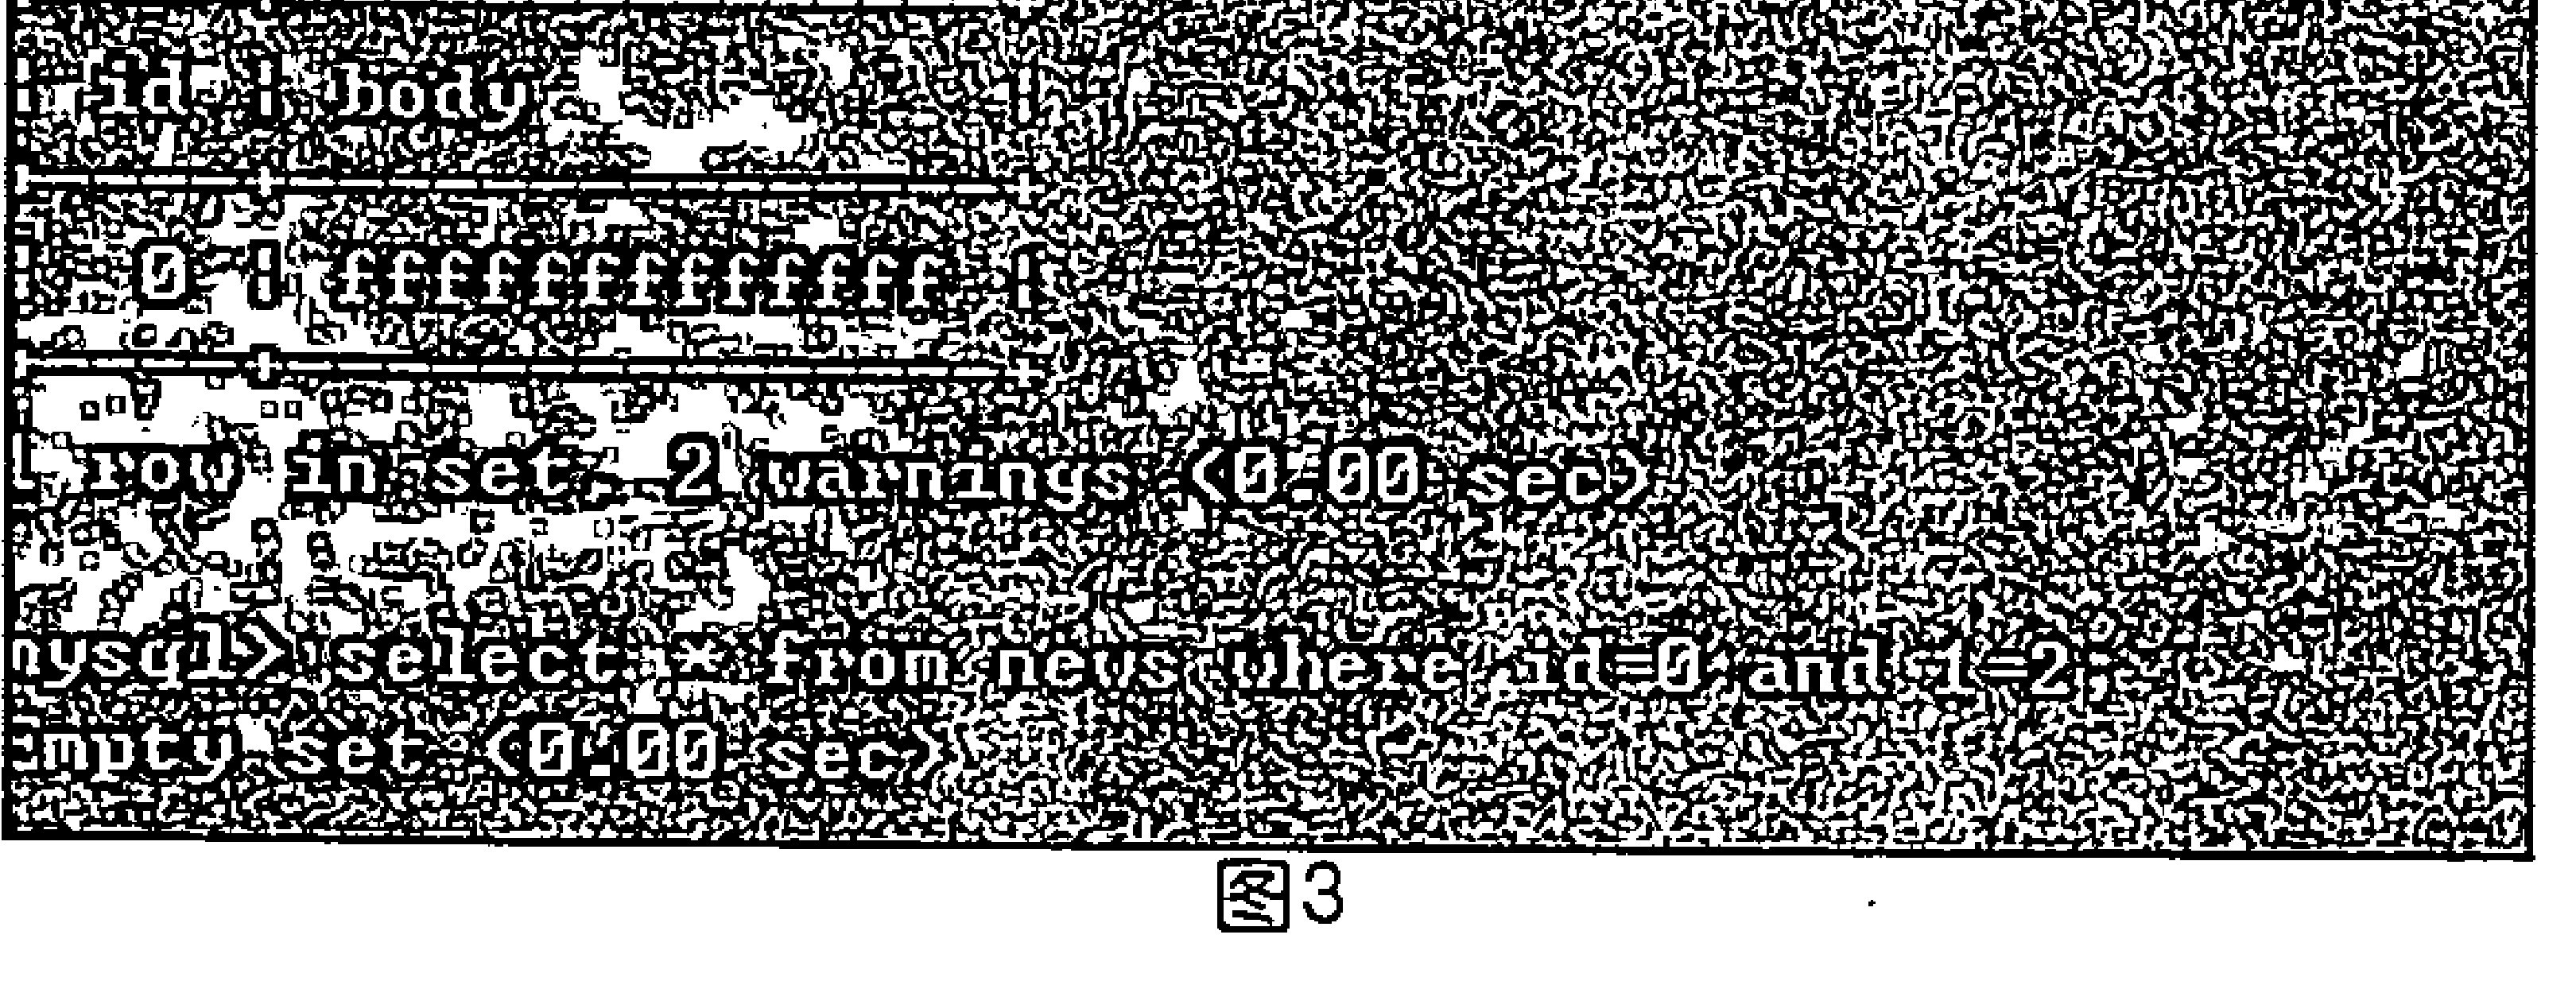 | id | body |
| 0 | fffffffffffff |
1 row in set, 2 warnings <0.00 sec>
mysql> select * from news where id=0 and 1=2;
Empty set <0.00 sec>
图3